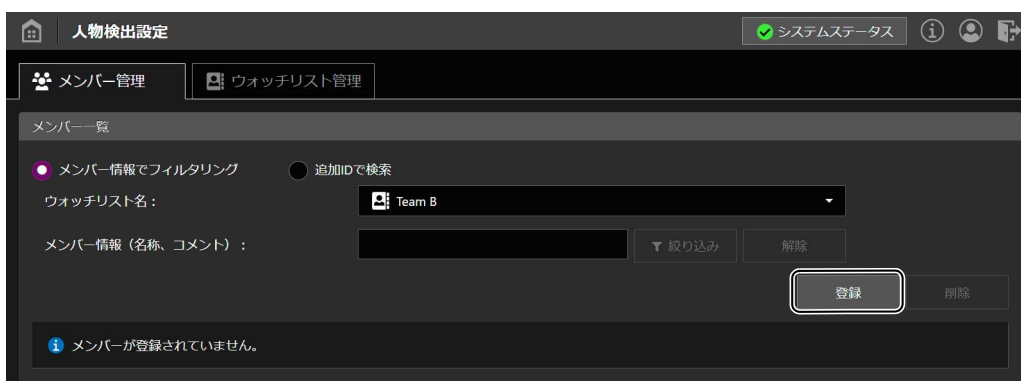 人物検出設定
システムステータス
メンバー管理
ウォッチリスト管理
メンバー一覧
メンバー情報でフィルタリング
追加IDで検索
ウォッチリスト名：
Team B
メンバー情報（名称、コメント）：
絞り込み
解除
登録
削除
メンバーが登録されていません。